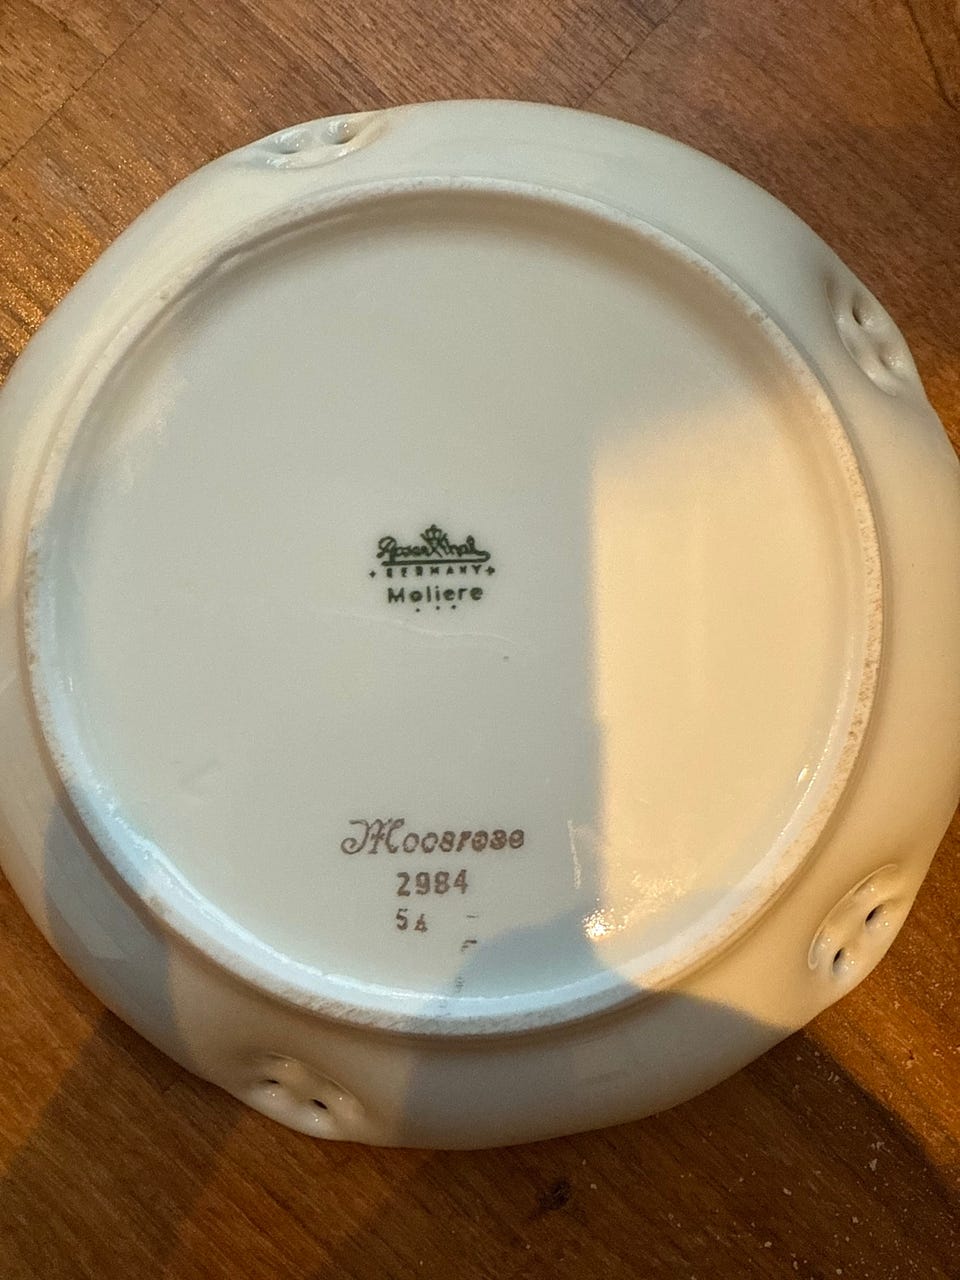 Rosenthal
GERMANY
Moliere
Moosrose
2984
54